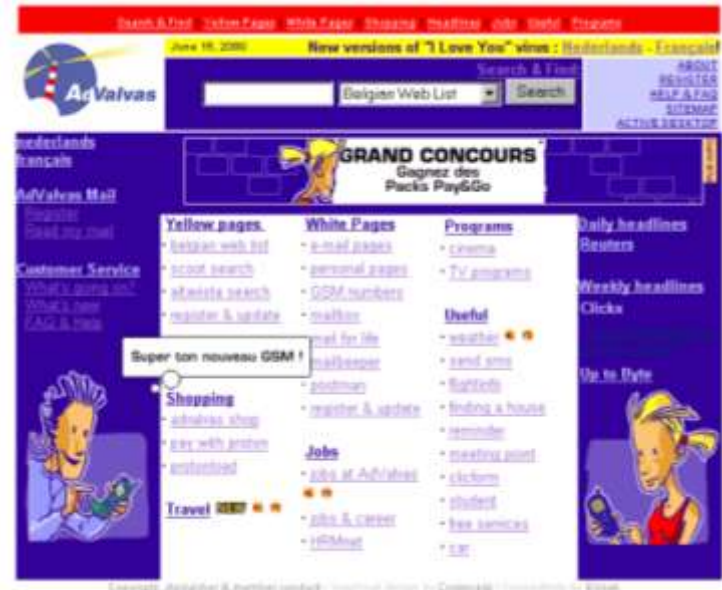 Search & Find Yellow Pages White Pages Shopping Headlines Jobs Useful Programs
June 16, 2000
New versions of "I Love You" virus : Nederlands - Français!
AdValvas
Search & Find:
Belgian Web List
Search
ABOUT
REGISTER
HELP & FAQ
SITEMAP
ACTIVE DESKTOP
nederlands
français
AdValvas Mail
Register
Read my mail
Customer Service
What's going on?
What's new
FAQ & Help
GRAND CONCOURS
Gagnez des
Packs Pay&Go
Yellow pages
• belgian web list
• scoot search
• altavista search
• register & update
Super ton nouveau GSM !
Shopping
• advalvas shop
• pay with proton
• protonload
Travel NEW
White Pages
• e-mail pages
• personal pages
• GSM numbers
• mailbox
mail for life
mailbeeper
• postman
• register & update
Jobs
• jobs at AdValvas
• jobs & career
• HRMnet
Programs
• cinema
• TV programs
Useful
• weather
• send sms
• flightinfo
• finding a house
• reminder
• meeting point
• clicform
• student
• free services
• car
Daily headlines
Reuters
Weekly headlines
Clickx
Up to Byte